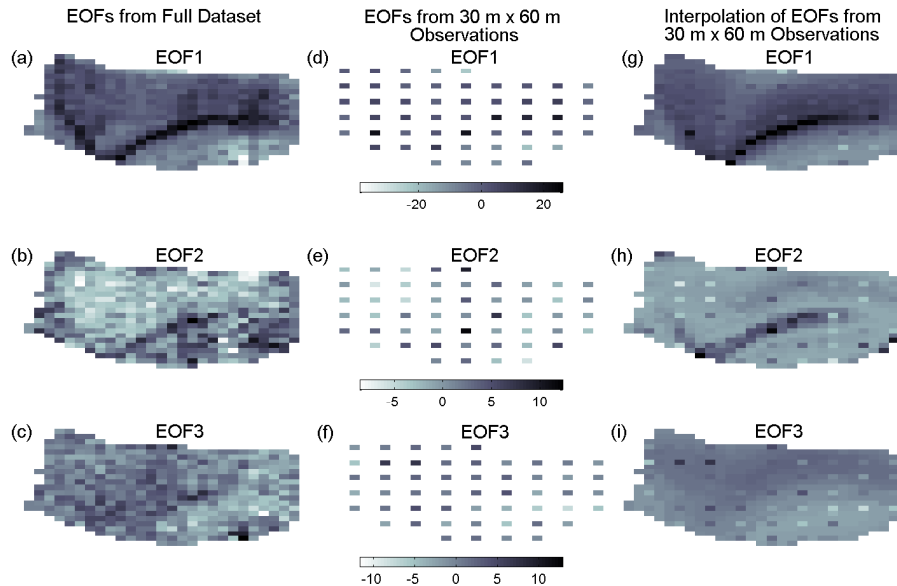 EOFs from Full Dataset
EOFs from 30 m x 60 m
Observations
Interpolation of EOFs from
30 m x 60 m Observations
(a)
EOF1
(d)
EOF1
(g)
EOF1
-20
0
20
(b)
EOF2
(e)
EOF2
(h)
EOF2
-5
0
5
10
(c)
EOF3
(f)
EOF3
(i)
EOF3
-10
-5
0
5
10